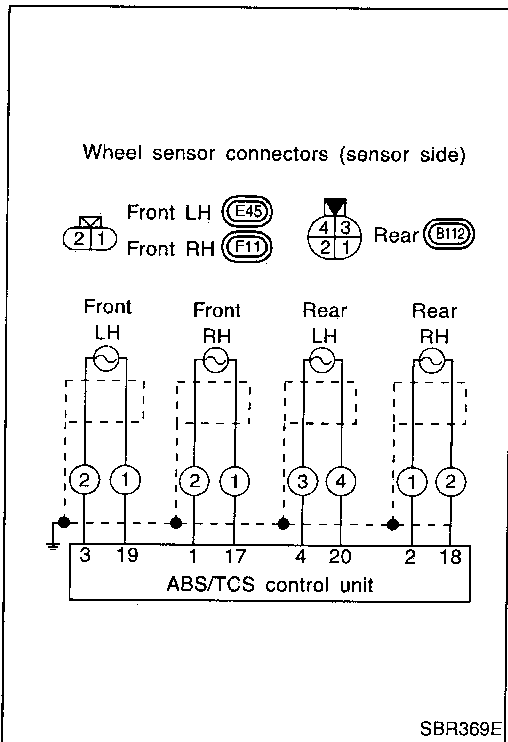 Wheel sensor connectors (sensor side)
Front LH E45
2 1
Front RH F11
4 3
2 1
Rear B112
Front LH
Front RH
Rear LH
Rear RH
2 1 2 1 3 4 1 2
3 19 1 17 4 20 2 18
ABS/TCS control unit
SBR369E